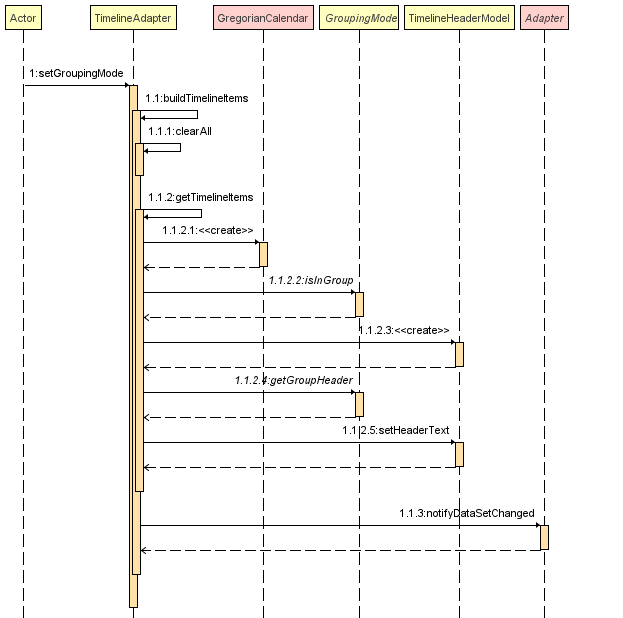 Actor TimelineAdapter GregorianCalendar GroupingMode TimelineHeaderModel Adapter
1:setGroupingMode
1.1:buildTimelineItems
1.1.1:clearAll
1.1.2:getTimelineItems
1.1.2.1:<<create>>
1.1.2.2:isInGroup
1.1.2.3:<<create>>
1.1.2.4:getGroupHeader
1.1.2.5:setHeaderText
1.1.3:notifyDataSetChanged